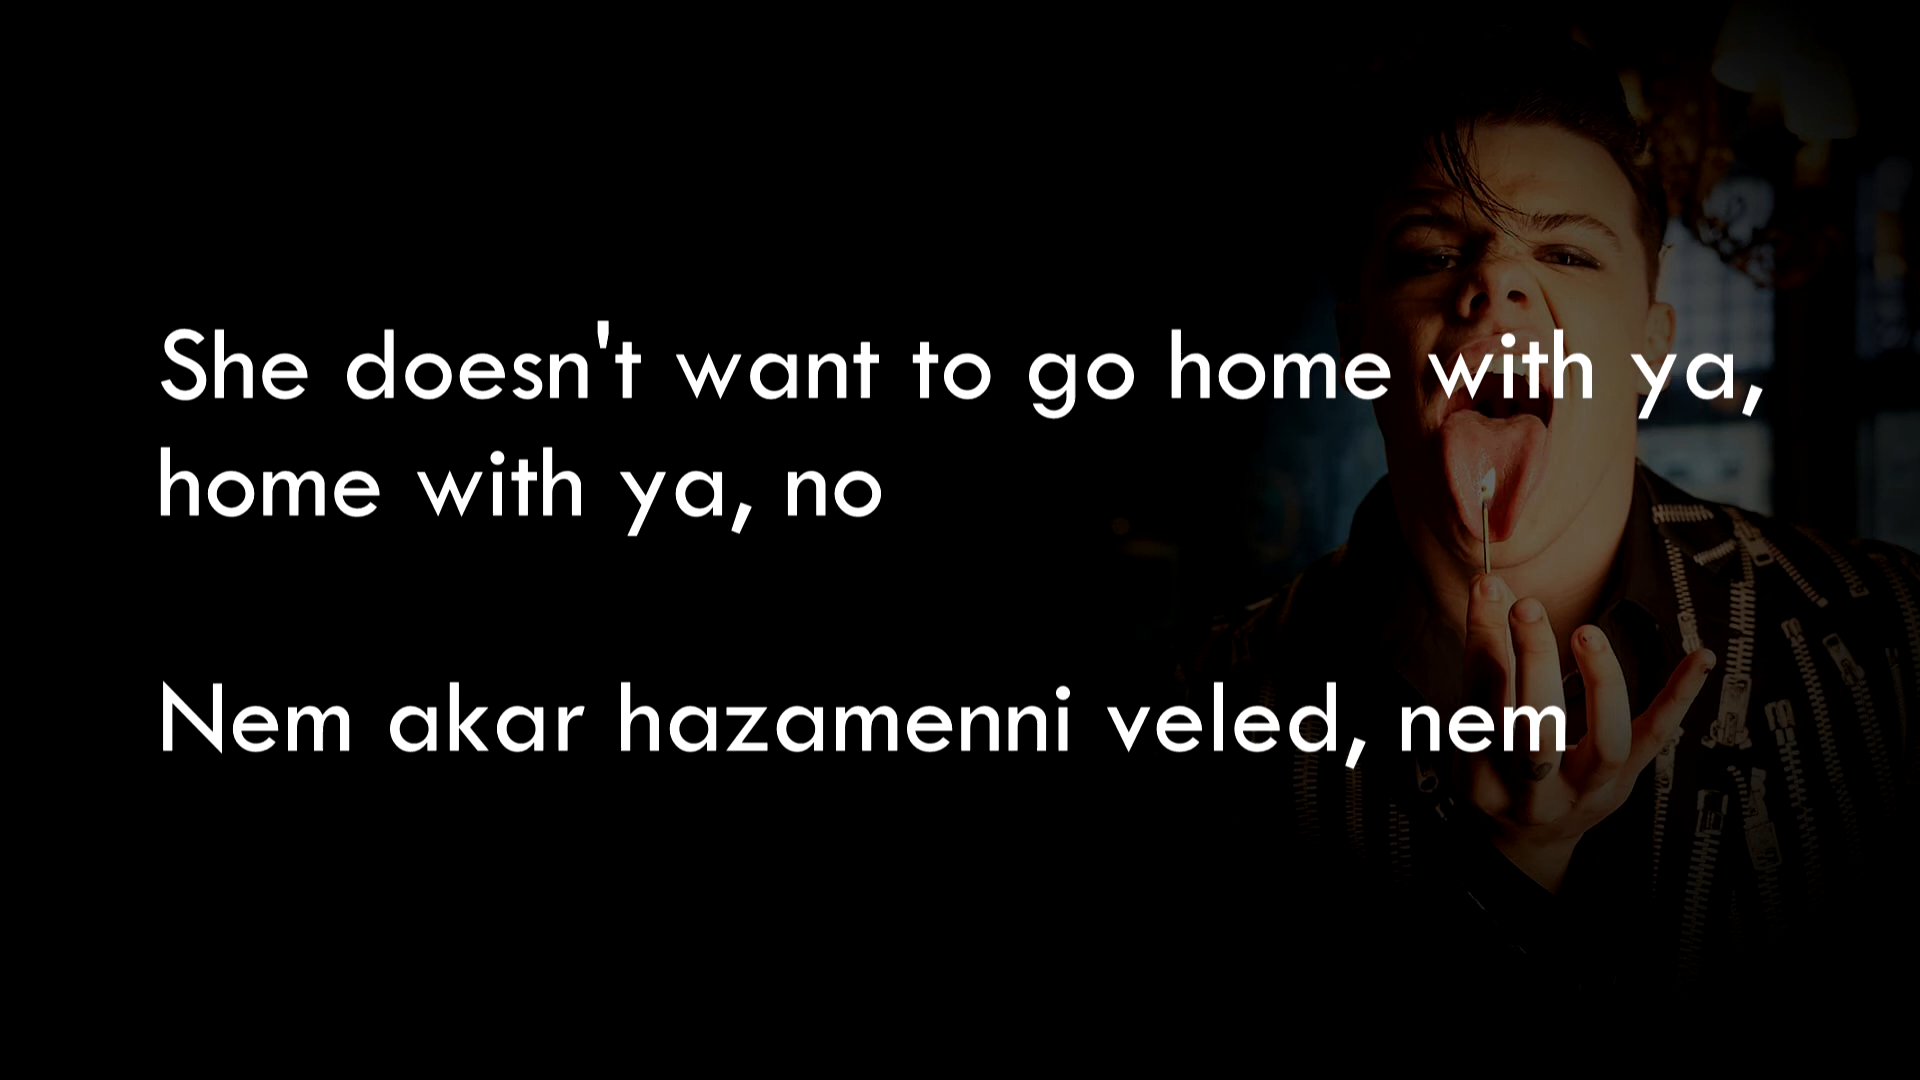 She doesn't want to go home with ya,
home with ya, no
Nem akar hazamenni veled, nem